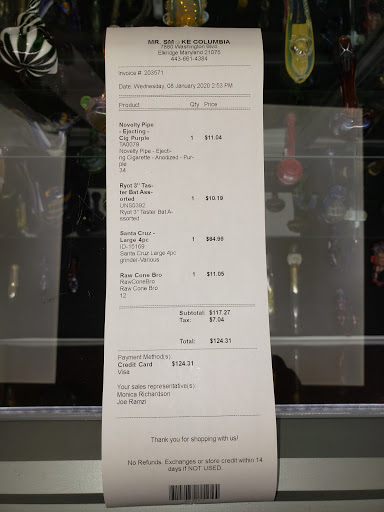 MR. SMOKE COLUMBIA
7880 Washington Blvd
Elkridge Maryland 21075
443-661-4384
Invoice #: 203571
Date: Wednesday, 08 January 2020 2:53 PM
Product Qty Price
Novelty Pipe - Ejecting - Cig Purple 1 $11.04
TA0079
Novelty Pipe - Ejecti-
ng Cigarette - Anodized - Pur-
ple
34
Ryot 3" Tas-
ter Bat Ass-
orted 1 $10.19
UNS0392
Ryot 3" Taster Bat A-
ssorted
Santa Cruz -
Large 4pc 1 $84.99
ID-10169
Santa Cruz Large 4pc
grinder-Various
Raw Cone Bro 1 $11.05
RawConeBro
Raw Cone Bro
12
Subtotal: $117.27
Tax: $7.04
Total: $124.31
Payment Method(s):
Credit Card $124.31
Visa
Your sales representative(s):
Monica Richardson
Joe Ramzi
Thank you for shopping with us!
No Refunds. Exchanges or store credit within 14
days if NOT USED.